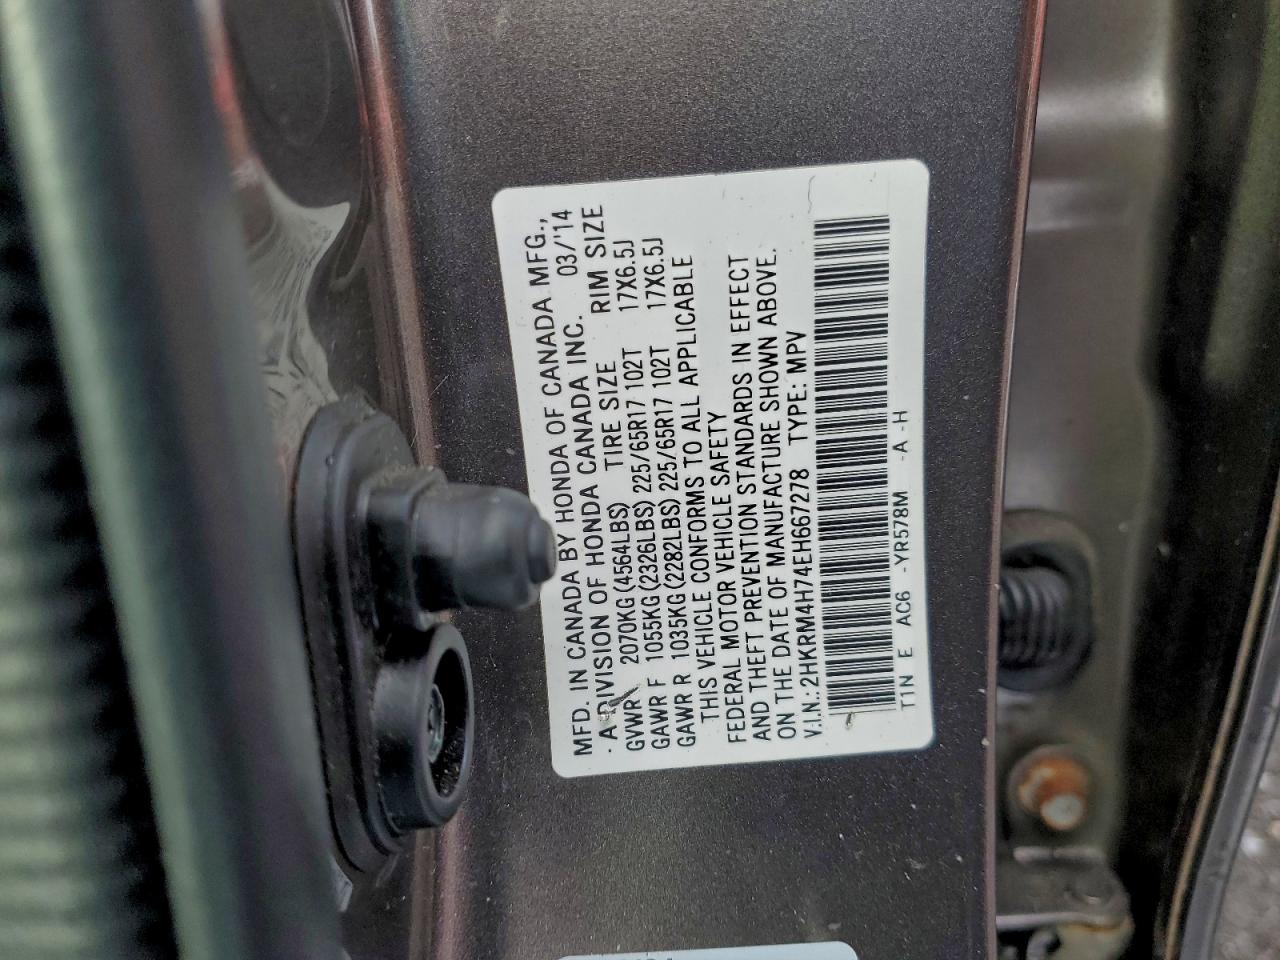 MFD. IN CANADA BY HONDA OF CANADA MFG.,
A DIVISION OF HONDA CANADA INC. 03/'14
GVWR 2070KG(4564LBS) TIRE SIZE RIM SIZE
GAWR F 1055KG(2326LBS) 225/65R17 102T 17X6.5J
GAWR R 1035KG(2282LBS) 225/65R17 102T 17X6.5J
THIS VEHICLE CONFORMS TO ALL APPLICABLE
FEDERAL MOTOR VEHICLE SAFETY
AND THEFT PREVENTION STANDARDS IN EFFECT
ON THE DATE OF MANUFACTURE SHOWN ABOVE.
V.I.N.: 2HKRM4H74EH667278 TYPE: MPV
T1N E AC6 -YR578M -A -H